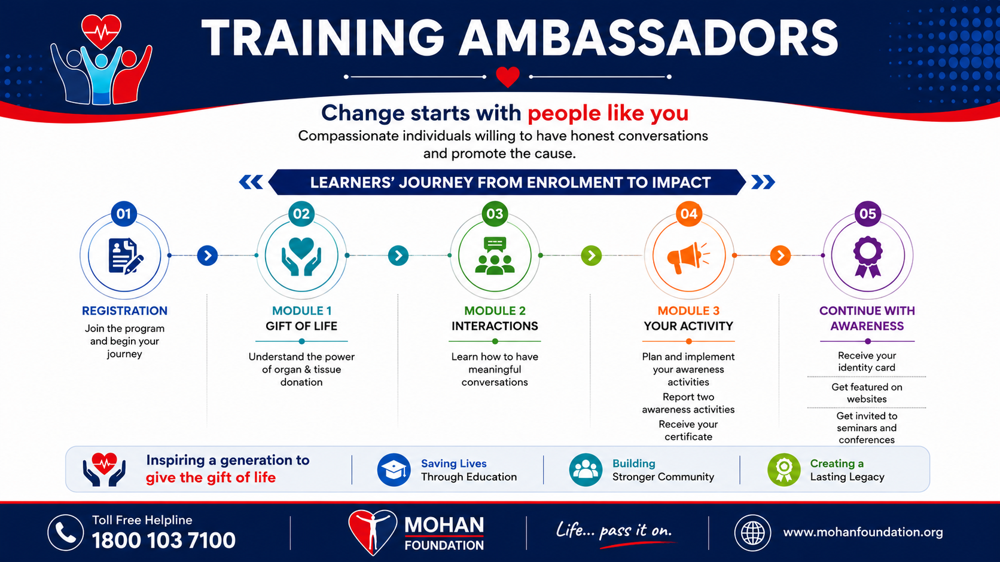 TRAINING AMBASSADORS
Change starts with people like you
Compassionate individuals willing to have honest conversations
and promote the cause.
LEARNERS' JOURNEY FROM ENROLMENT TO IMPACT
01
REGISTRATION
Join the program
and begin your
journey
02
MODULE 1
GIFT OF LIFE
Understand the power
of organ & tissue
donation
03
MODULE 2
INTERACTIONS
Learn how to have
meaningful
conversations
04
MODULE 3
YOUR ACTIVITY
Plan and implement
your awareness
activities
Report two
awareness activities
Receive your
certificate
05
CONTINUE WITH
AWARENESS
Receive your
identity card
Get featured on
websites
Get invited to
seminars and
conferences
Inspiring a generation to
give the gift of life
Saving Lives
Through Education
Building
Stronger Community
Creating a
Lasting Legacy
Toll Free Helpline
1800 103 7100
MOHAN
FOUNDATION
Life... pass it on.
www.mohanfoundation.org